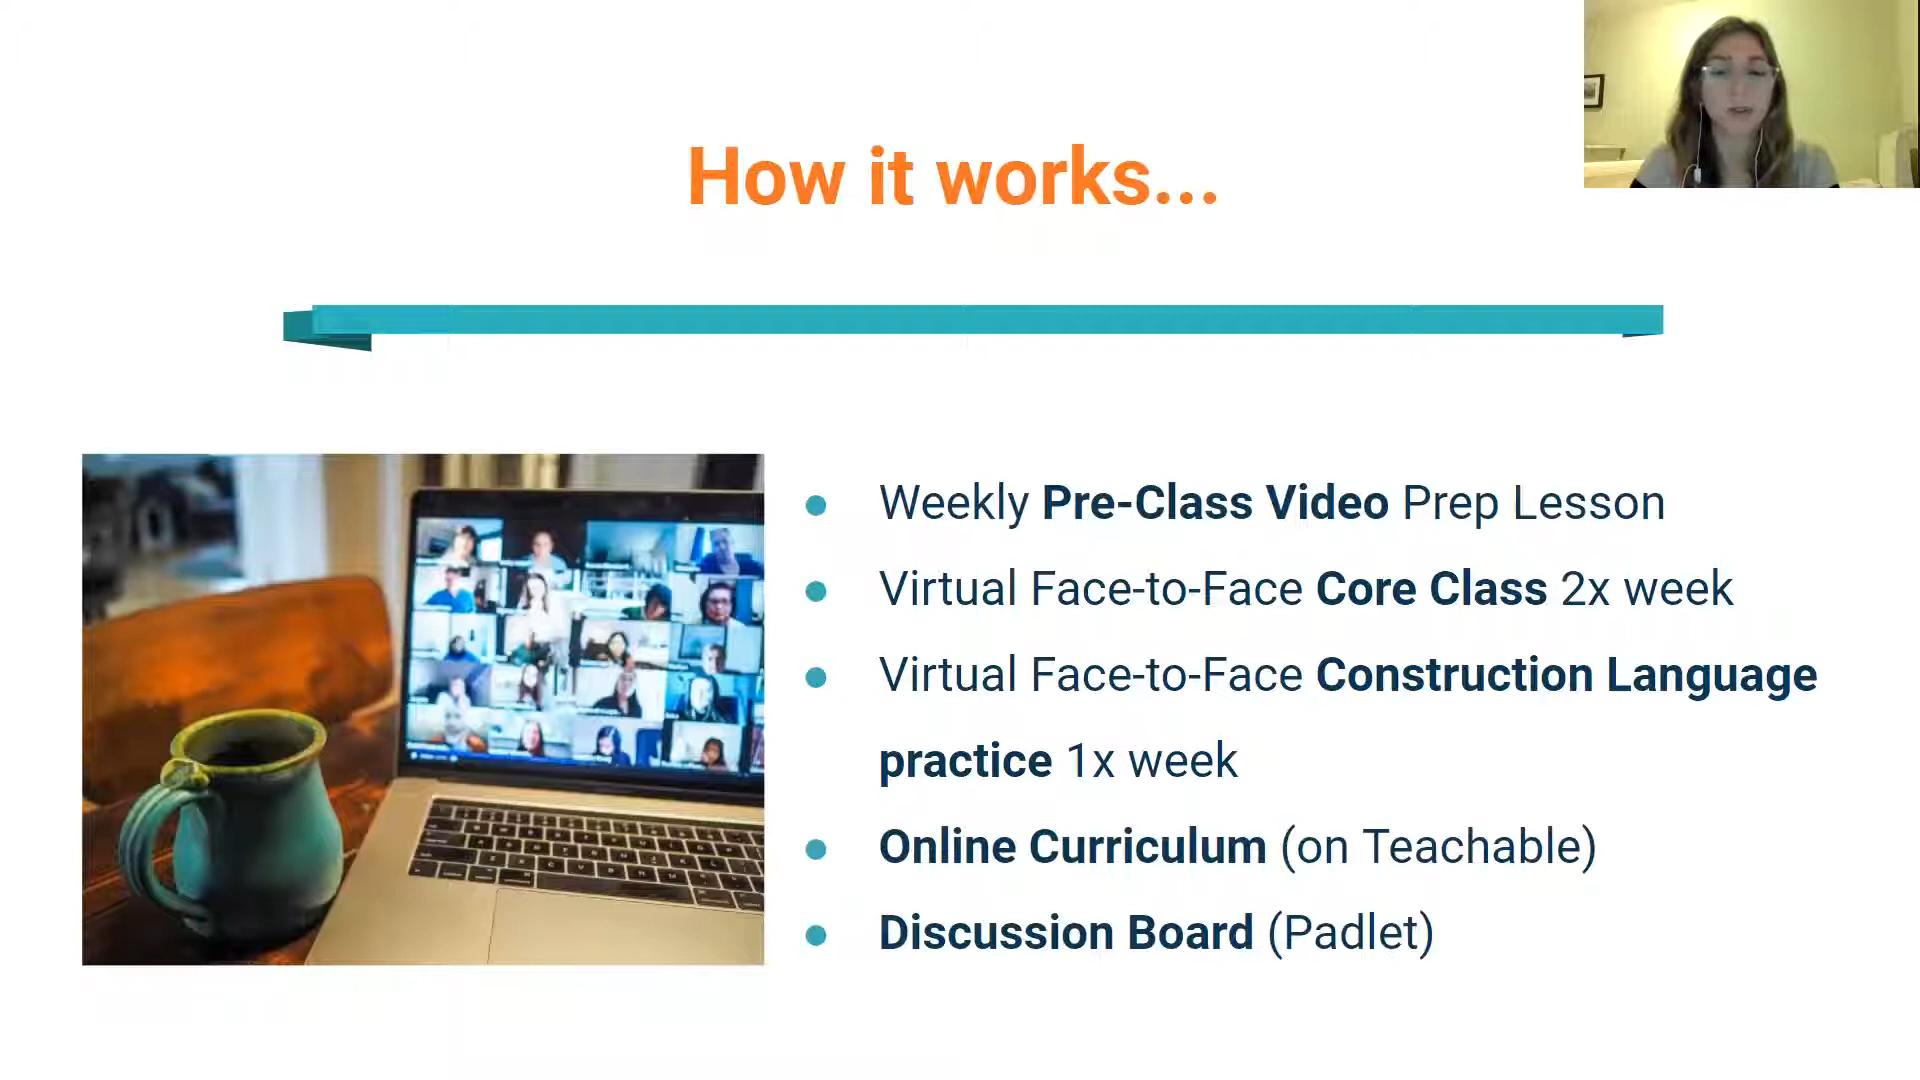 How it works...
Weekly Pre-Class Video Prep Lesson
Virtual Face-to-Face Core Class 2x week
Virtual Face-to-Face Construction Language
practice 1x week
Online Curriculum (on Teachable)
Discussion Board (Padlet)